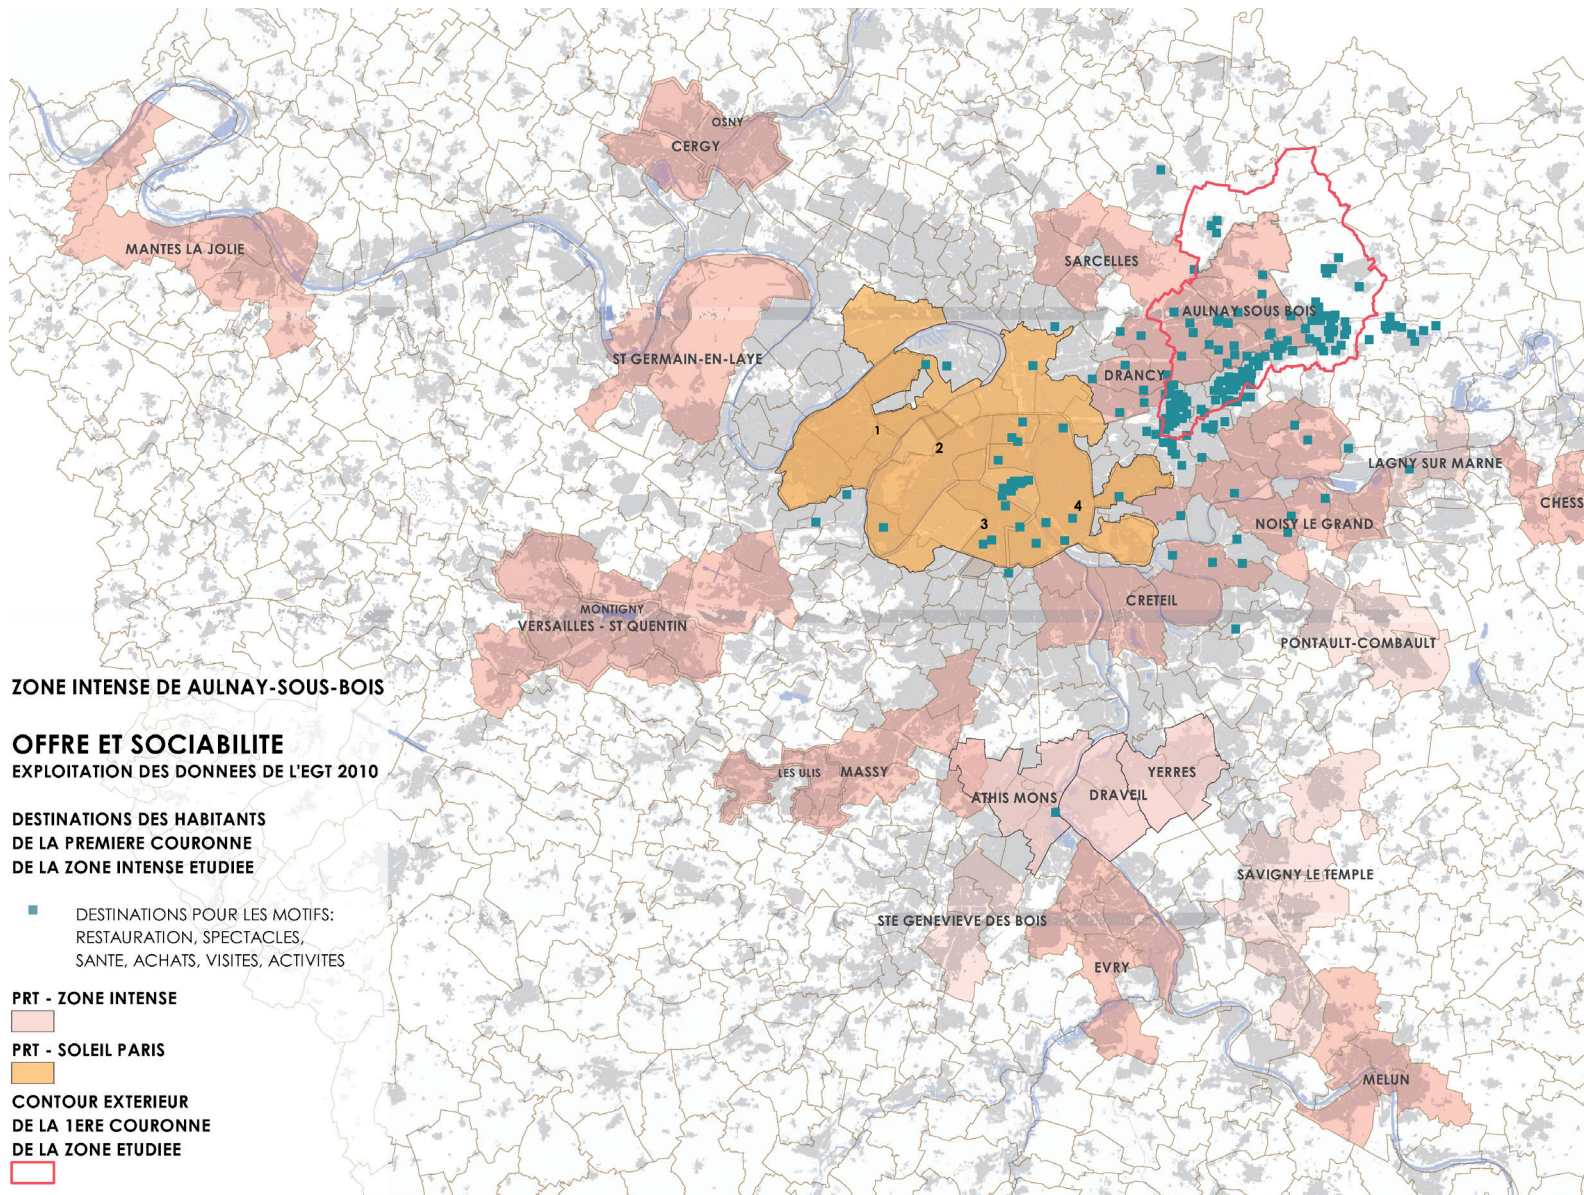 OSNY
CERGY
MANTES LA JOLIE
SARCELLES
AULNAY SOUS BOIS
ST GERMAIN-EN-LAYE
DRANCY
1
2
LAGNY SUR MARNE
CHESS
4
3
NOISY LE GRAND
CRETEIL
MONTIGNY
VERSAILLES - ST QUENTIN
PONTAULT-COMBAULT
LES ULIS
MASSY
YERRES
ATHIS MONS
DRAVEIL
SAVIGNY LE TEMPLE
STE GENEVIEVE DES BOIS
EVRY
MELUN
ZONE INTENSE DE AULNAY-SOUS-BOIS
OFFRE ET SOCIABILITE
EXPLOITATION DES DONNEES DE L'EGT 2010
DESTINATIONS DES HABITANTS
DE LA PREMIERE COURONNE
DE LA ZONE INTENSE ETUDIEE
DESTINATIONS POUR LES MOTIFS:
RESTAURATION, SPECTACLES,
SANTE, ACHATS, VISITES, ACTIVITES
PRT - ZONE INTENSE
PRT - SOLEIL PARIS
CONTOUR EXTERIEUR
DE LA 1ERE COURONNE
DE LA ZONE ETUDIEE